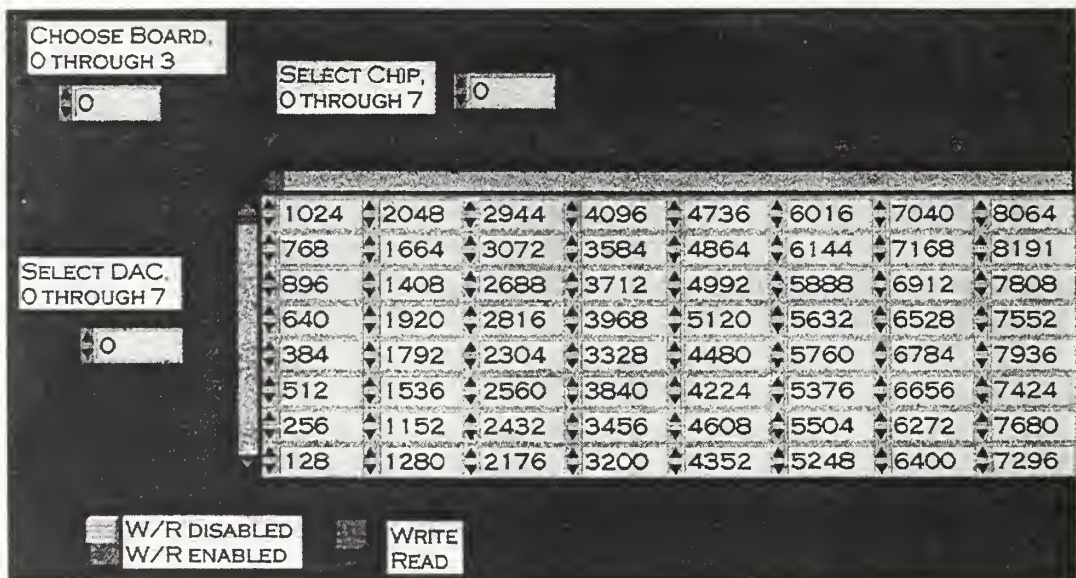 CHOOSE BOARD,
0 THROUGH 3
0
SELECT CHIP,
0 THROUGH 7
0
1024 2048 2944 4096 4736 6016 7040 8064
768 1664 3072 3584 4864 6144 7168 8191
896 1408 2688 3712 4992 5888 6912 7808
SELECT DAC,
0 THROUGH 7
0
640 1920 2816 3968 5120 5632 6528 7552
384 1792 2304 3328 4480 5760 6784 7936
512 1536 2560 3840 4224 5376 6656 7424
256 1152 2432 3456 4608 5504 6272 7680
128 1280 2176 3200 4352 5248 6400 7296
W/R DISABLED
W/R ENABLED
WRITE
READ